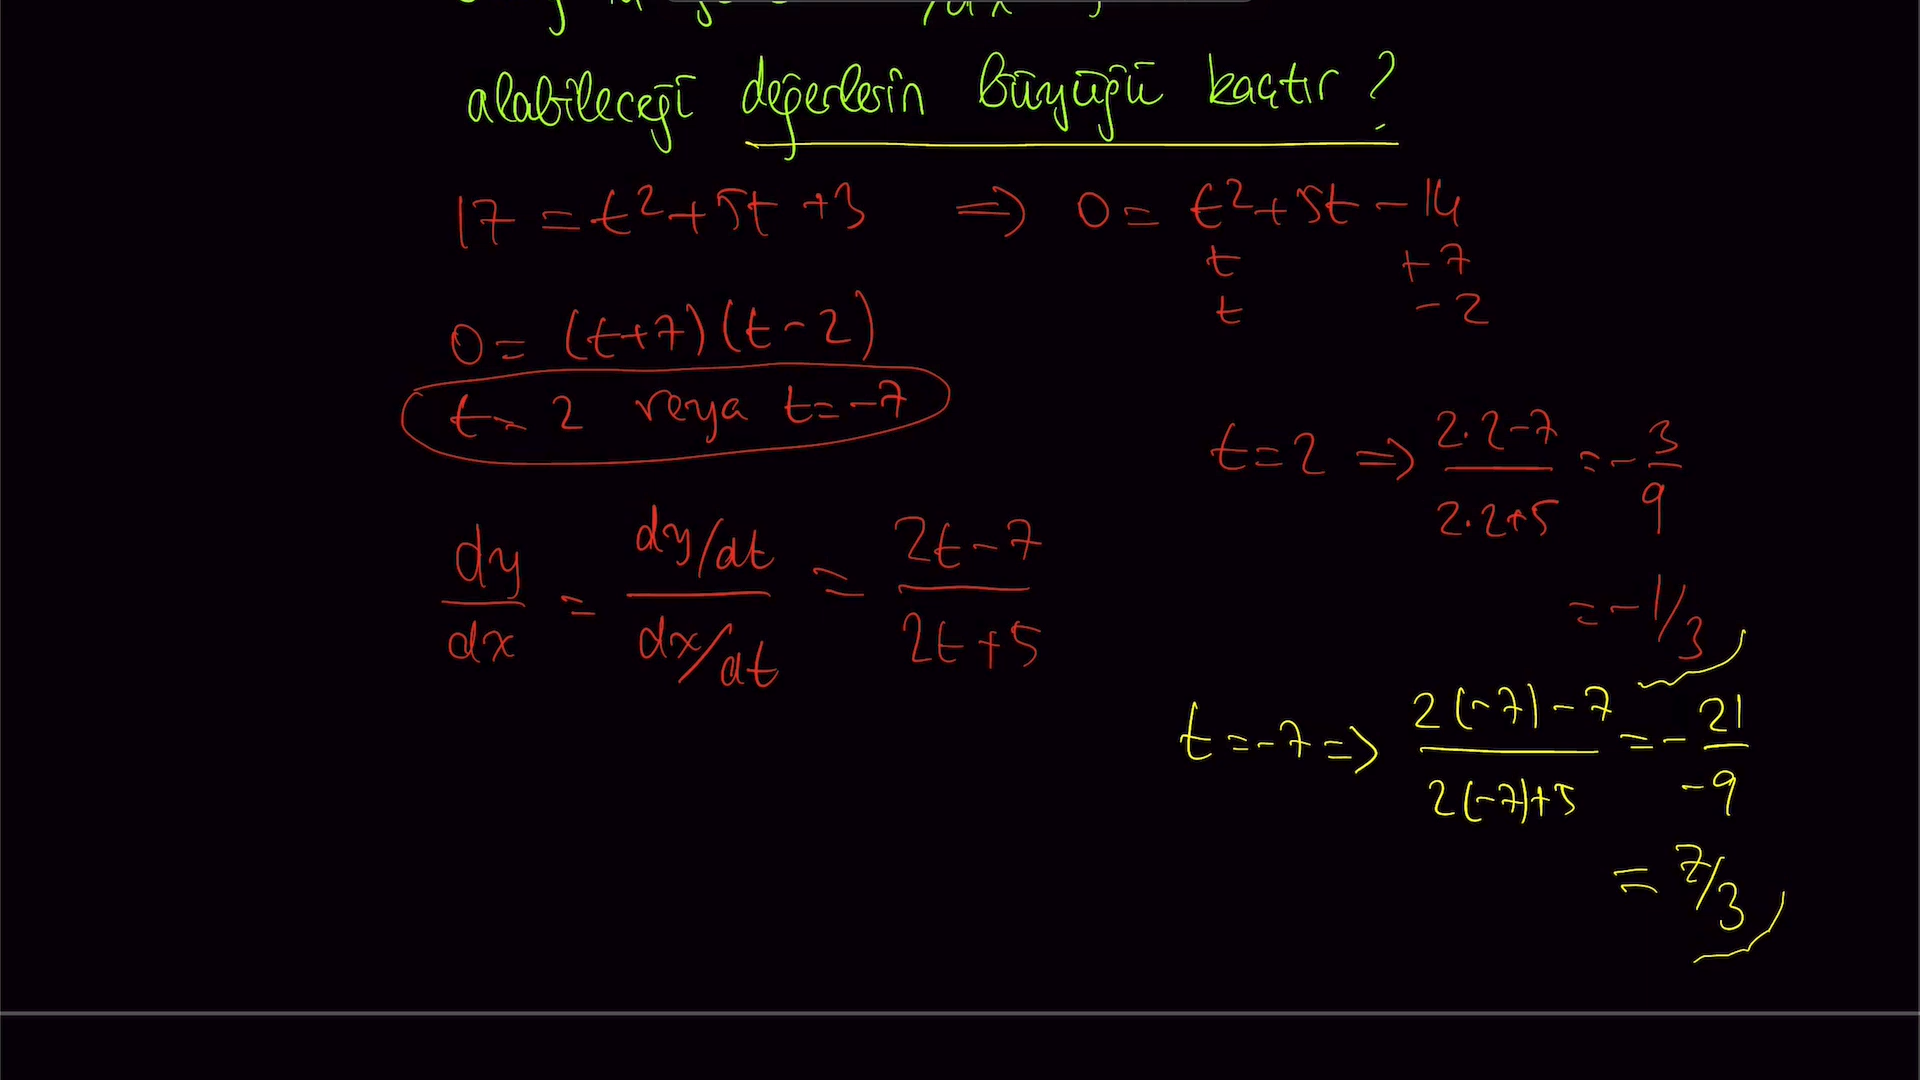 alabileceği değerlerin büyüğü kaçtır ?
17 = t² + 5t + 3 ⇒ 0 = t² + 5t - 14
t + 7
t - 2
0 = (t+7)(t-2)
t = 2 veya t = -7
t = 2 ⇒ (2·2-7)/(2·2+5) = -3/9
= -1/3
dy/dx = (dy/dt)/(dx/dt) = (2t-7)/(2t+5)
t = -7 ⇒ (2(-7)-7)/(2(-7)+5) = -21/-9
= 7/3